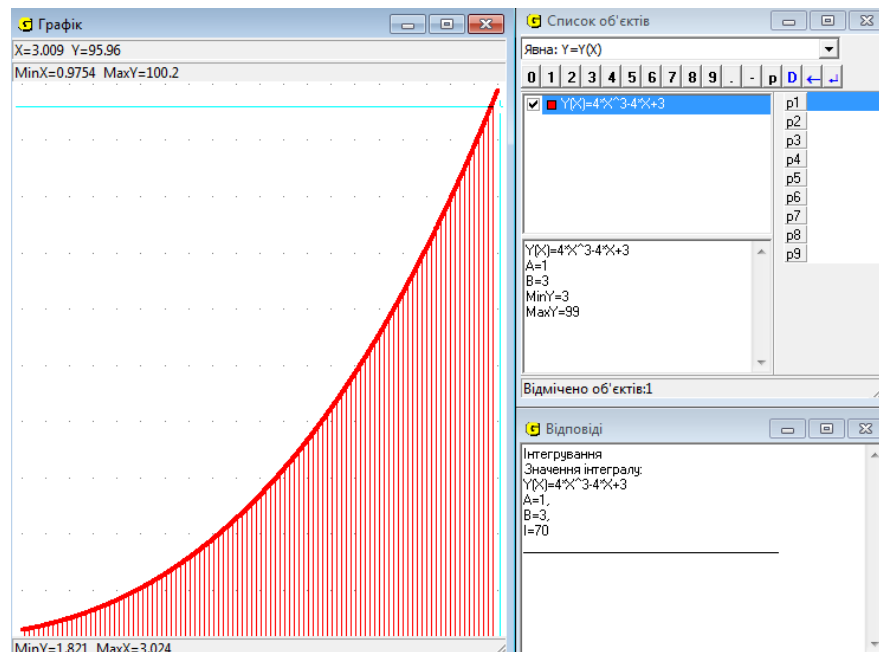 Графік
X=3.009 Y=95.96
MinX=0.9754 MaxY=100.2
MinY=1.821 MaxX=3.024
Список об'єктів
Явна: Y=Y(X)
0 1 2 3 4 5 6 7 8 9 . - p D ← ↲
Y(X)=4*X^3-4*X+3
p1
p2
p3
p4
p5
p6
p7
p8
p9
Y(X)=4*X^3-4*X+3
A=1
B=3
MinY=3
MaxY=99
Відмічено об'єктів:1
Відповіді
Інтегрування
Значення інтегралу:
Y(X)=4*X^3-4*X+3
A=1,
B=3,
I=70